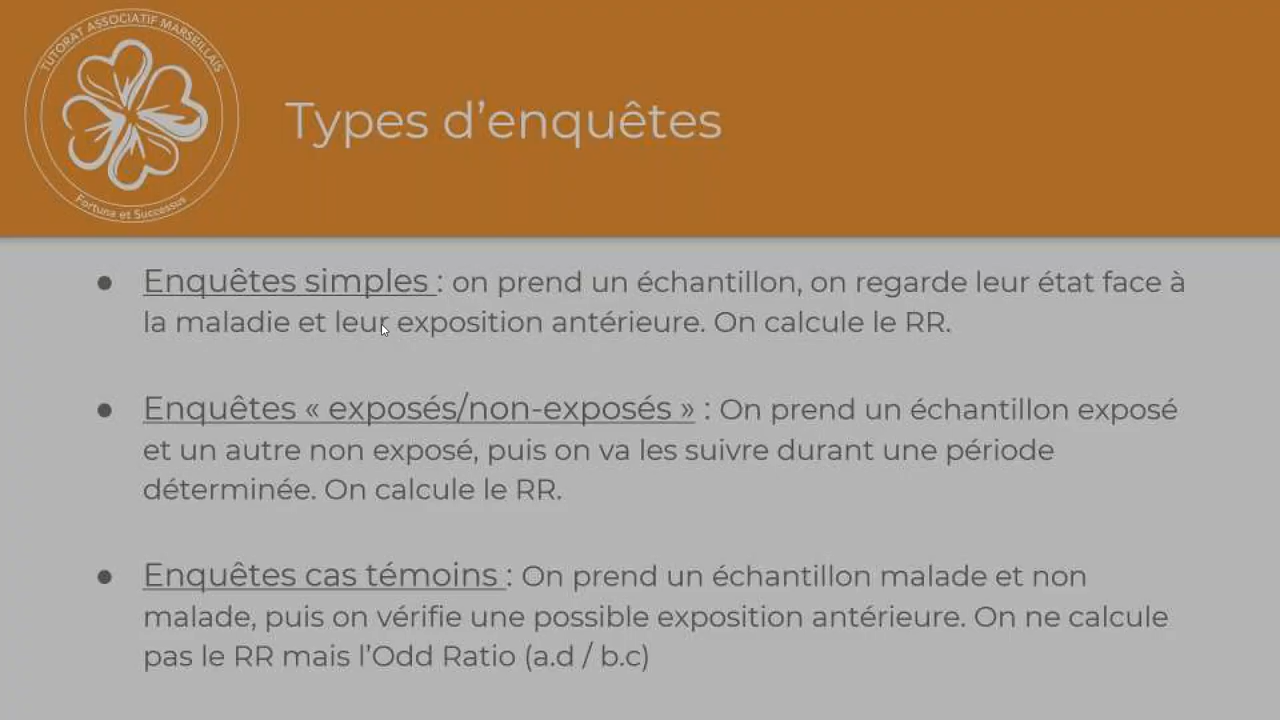 TUTORAT ASSOCIATIF MARSEILLAIS
Fortuna et Successus
Types d'enquêtes
● Enquêtes simples : on prend un échantillon, on regarde leur état face à
la maladie et leur exposition antérieure. On calcule le RR.
● Enquêtes « exposés/non-exposés » : On prend un échantillon exposé
et un autre non exposé, puis on va les suivre durant une période
déterminée. On calcule le RR.
● Enquêtes cas témoins : On prend un échantillon malade et non
malade, puis on vérifie une possible exposition antérieure. On ne calcule
pas le RR mais l'Odd Ratio (a.d / b.c)